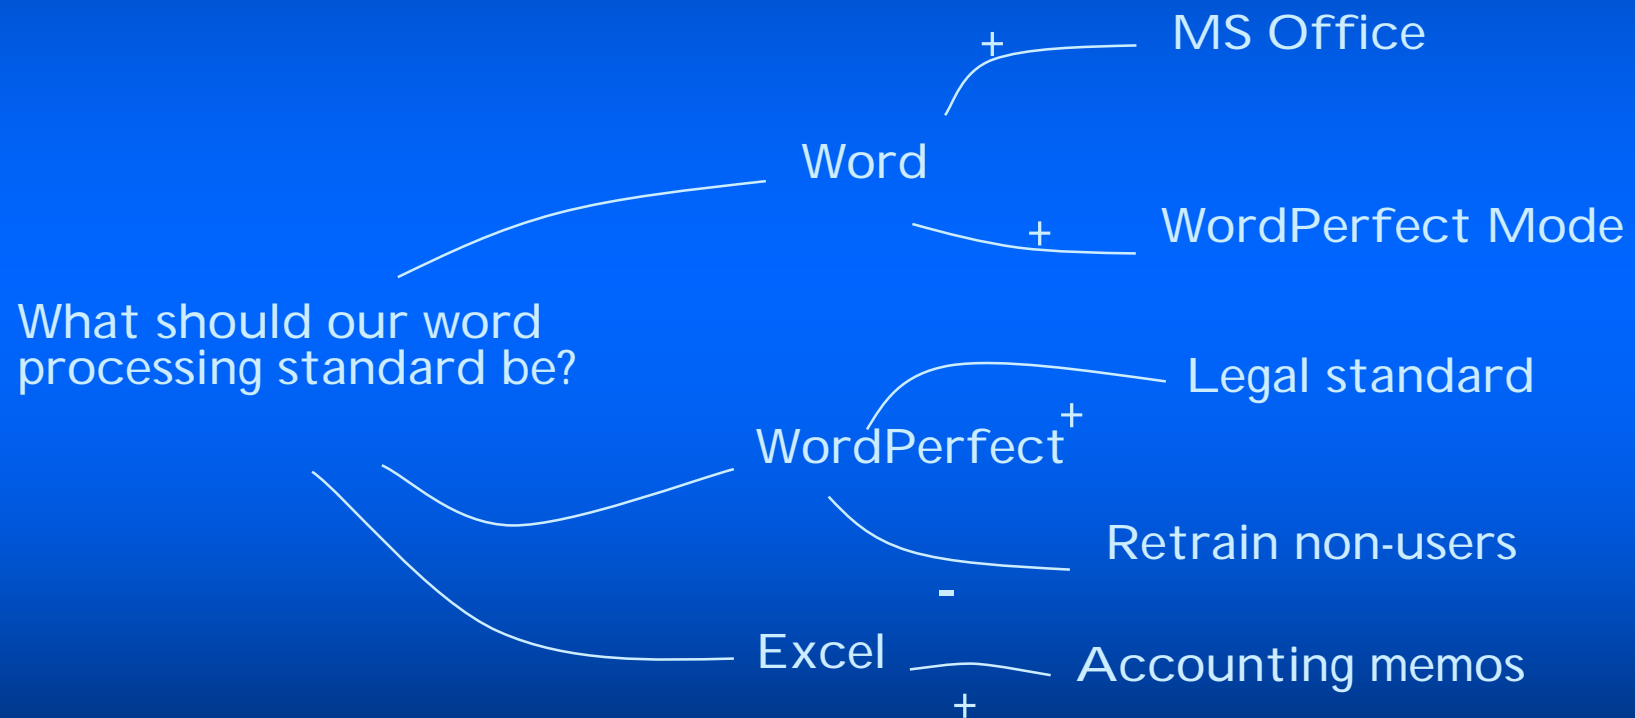 MS Office
+
Word
+
WordPerfect Mode
What should our word
processing standard be?
Legal standard
+
WordPerfect
Retrain non-users
-
Excel
Accounting memos
+